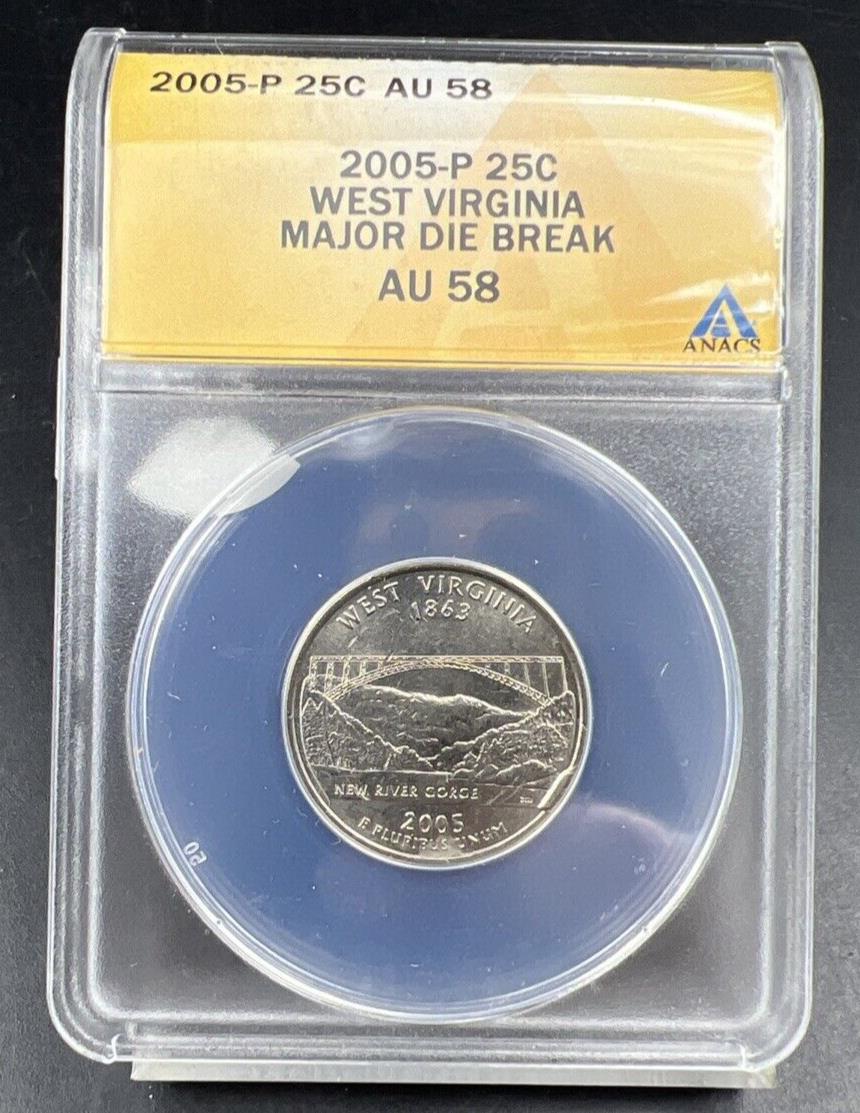 2005-P 25C AU 58
2005-P 25C
WEST VIRGINIA
MAJOR DIE BREAK
AU 58
ANACS
WEST VIRGINIA
1863
NEW RIVER GORGE
2005
E PLURIBUS UNUM
50